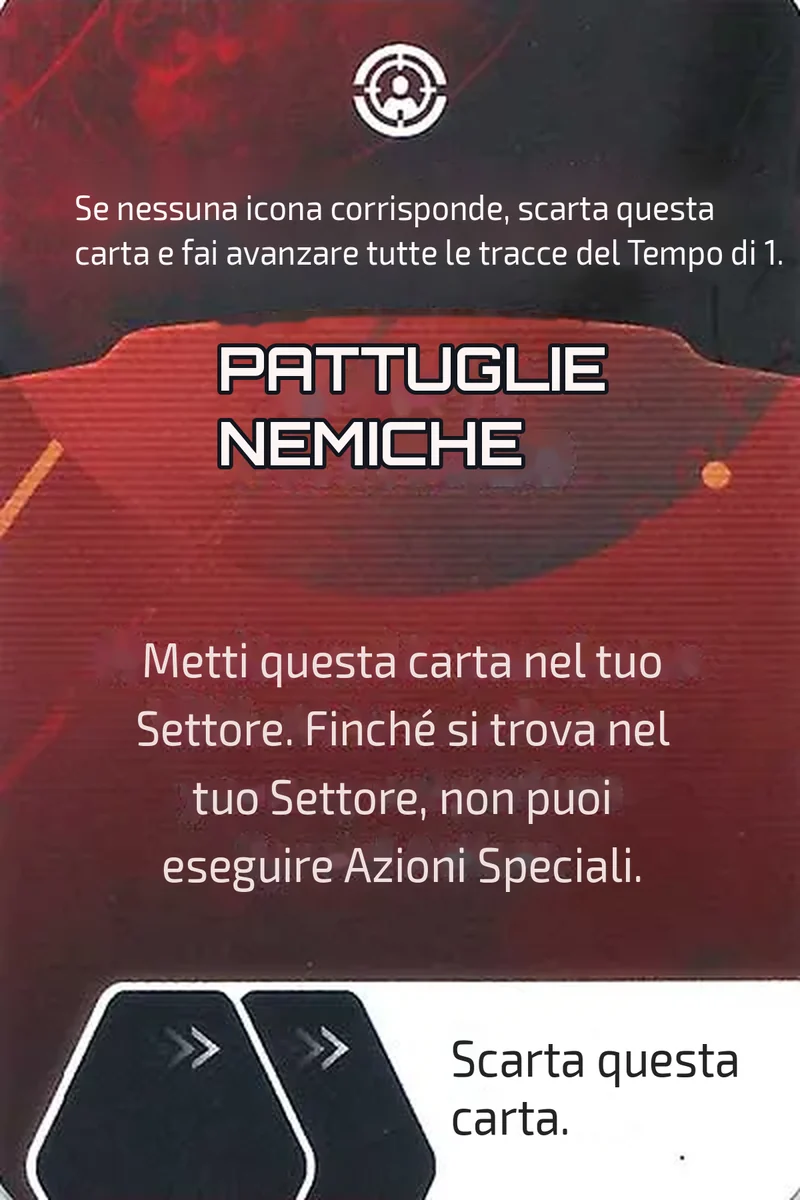 Se nessuna icona corrisponde, scarta questa
carta e fai avanzare tutte le tracce del Tempo di 1.
PATTUGLIE
NEMICHE
Metti questa carta nel tuo
Settore. Finché si trova nel
tuo Settore, non puoi
eseguire Azioni Speciali.
Scarta questa
carta.